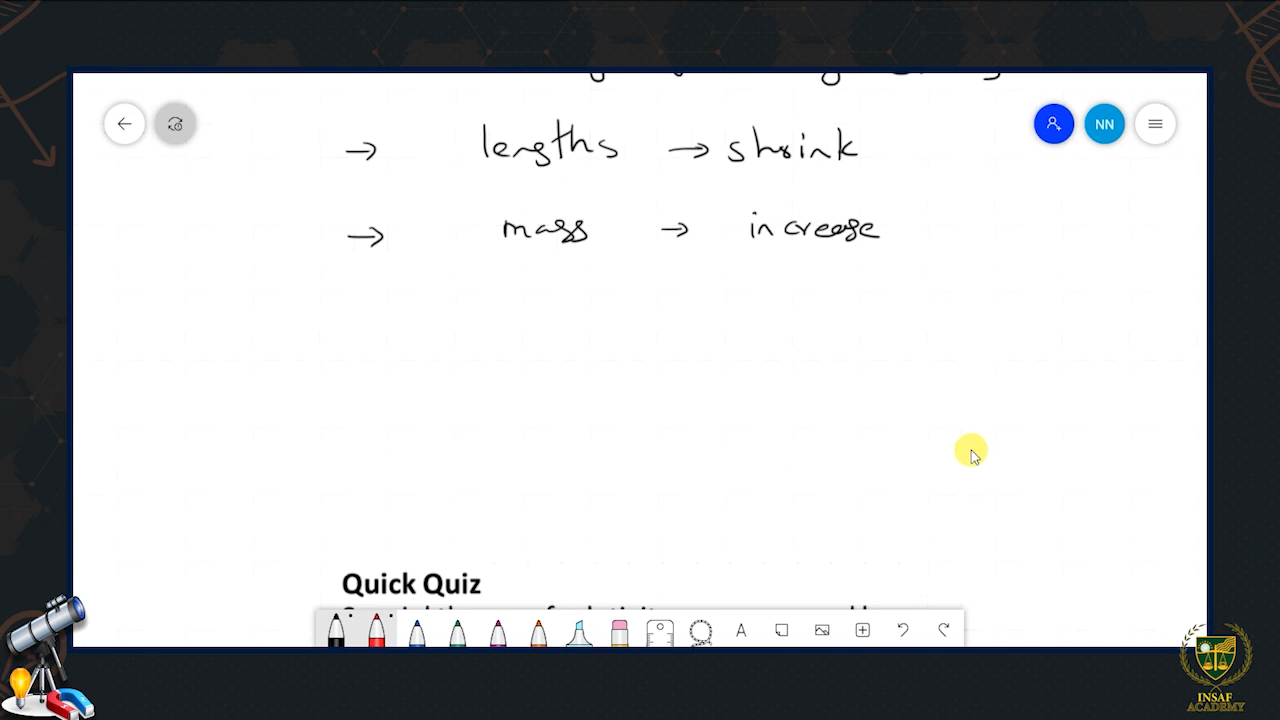 → lengths → shrink
→ mass → increase
NN
Quick Quiz
A
INSAF
ACADEMY